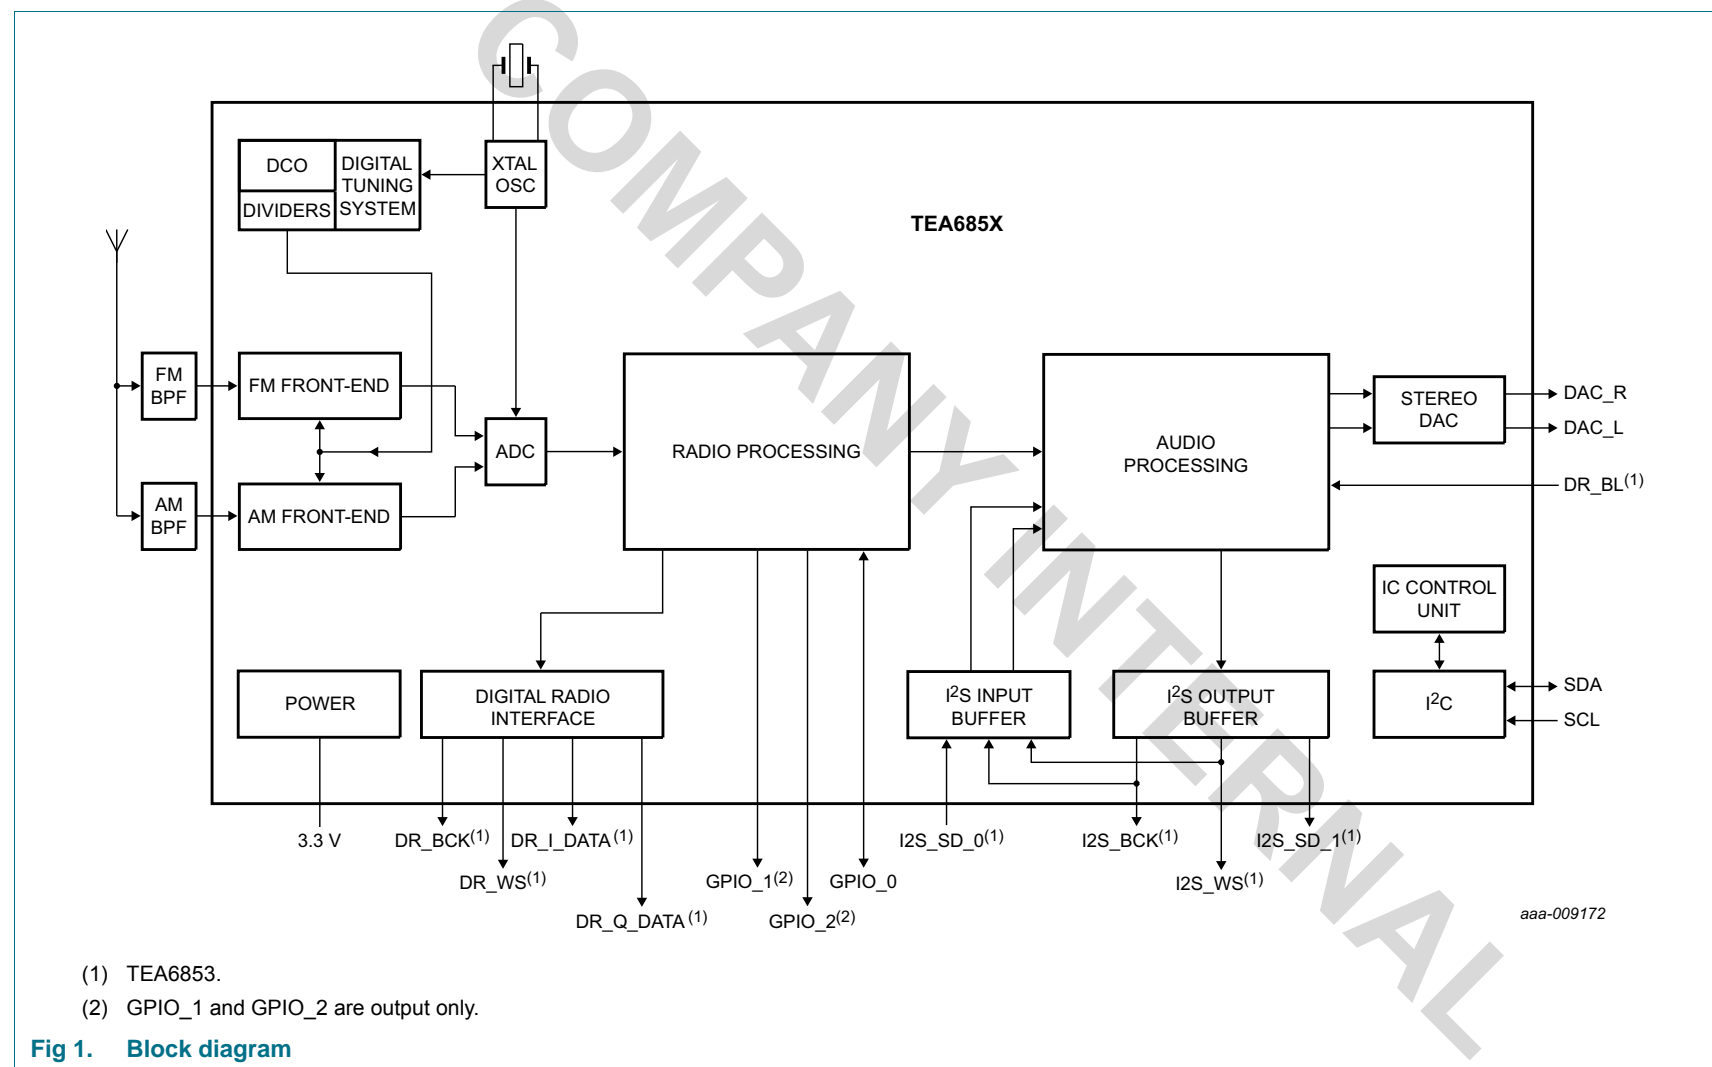 COMPANY INTERNAL
XTAL
OSC
DCO
DIVIDERS
DIGITAL
TUNING
SYSTEM
TEA685X
FM
BPF
FM FRONT-END
AM
BPF
AM FRONT-END
ADC
RADIO PROCESSING
AUDIO
PROCESSING
STEREO
DAC
DAC_R
DAC_L
DR_BL(1)
IC CONTROL
UNIT
I2C
SDA
SCL
POWER
DIGITAL RADIO
INTERFACE
I2S INPUT
BUFFER
I2S OUTPUT
BUFFER
3.3 V
DR_BCK(1)
DR_I_DATA(1)
DR_WS(1)
DR_Q_DATA(1)
GPIO_1(2)
GPIO_0
GPIO_2(2)
I2S_SD_0(1)
I2S_BCK(1)
I2S_SD_1(1)
I2S_WS(1)
aaa-009172
(1) TEA6853.
(2) GPIO_1 and GPIO_2 are output only.
Fig 1. Block diagram